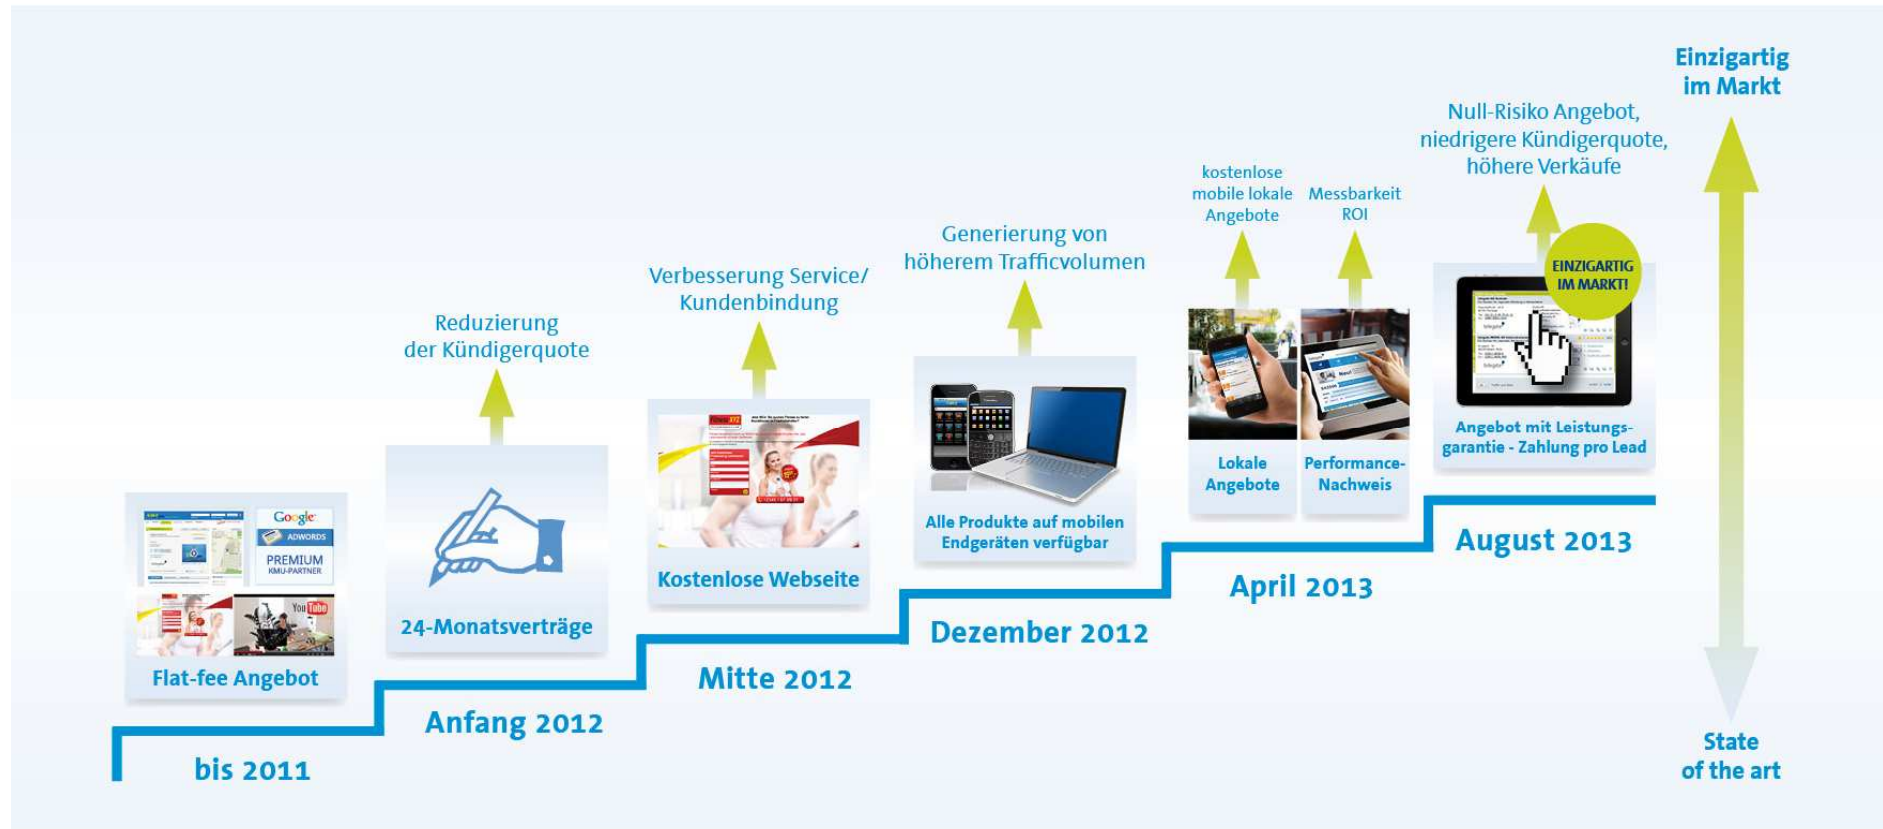 Einzigartig
im Markt
Null-Risiko Angebot,
niedrigere Kündigerquote,
höhere Verkäufe
kostenlose
mobile lokale
Angebote
Messbarkeit
ROI
Generierung von
höherem Trafficvolumen
Verbesserung Service/
Kundenbindung
Reduzierung
der Kündigerquote
EINZIGARTIG
IM MARKT!
Google
ADWORDS
PREMIUM
KMU-PARTNER
You Tube
Flat-fee Angebot
24-Monatsverträge
Kostenlose Webseite
Alle Produkte auf mobilen
Endgeräten verfügbar
Lokale
Angebote
Performance-
Nachweis
Angebot mit Leistungs-
garantie - Zahlung pro Lead
bis 2011
Anfang 2012
Mitte 2012
Dezember 2012
April 2013
August 2013
State
of the art